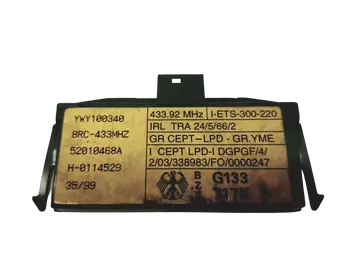 YWY100340
8RC-433MHZ
52010468A
H-0114529
35/99
433.92 MHz I-ETS-300-220
IRL TRA 24/5/66/2
GR CEPT-LPD - GR.YME
I CEPT LPD-I DGPGF/4/
2/03/338983/FO/0000247
B G133
Z